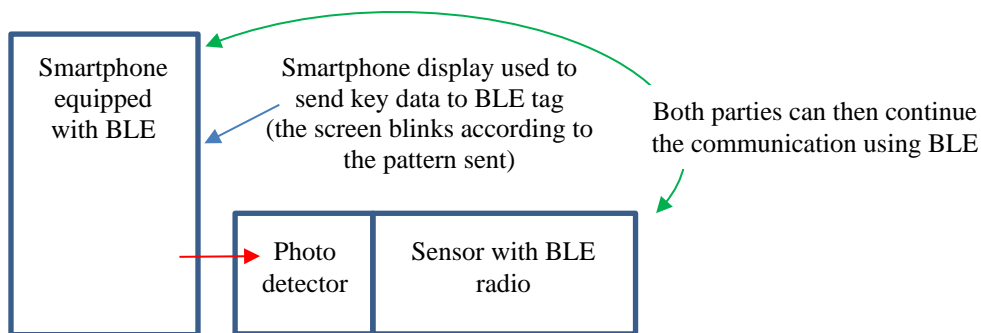 Smartphone
equipped
with BLE
Smartphone display used to
send key data to BLE tag
(the screen blinks according to
the pattern sent)
Both parties can then continue
the communication using BLE
Photo
detector
Sensor with BLE
radio